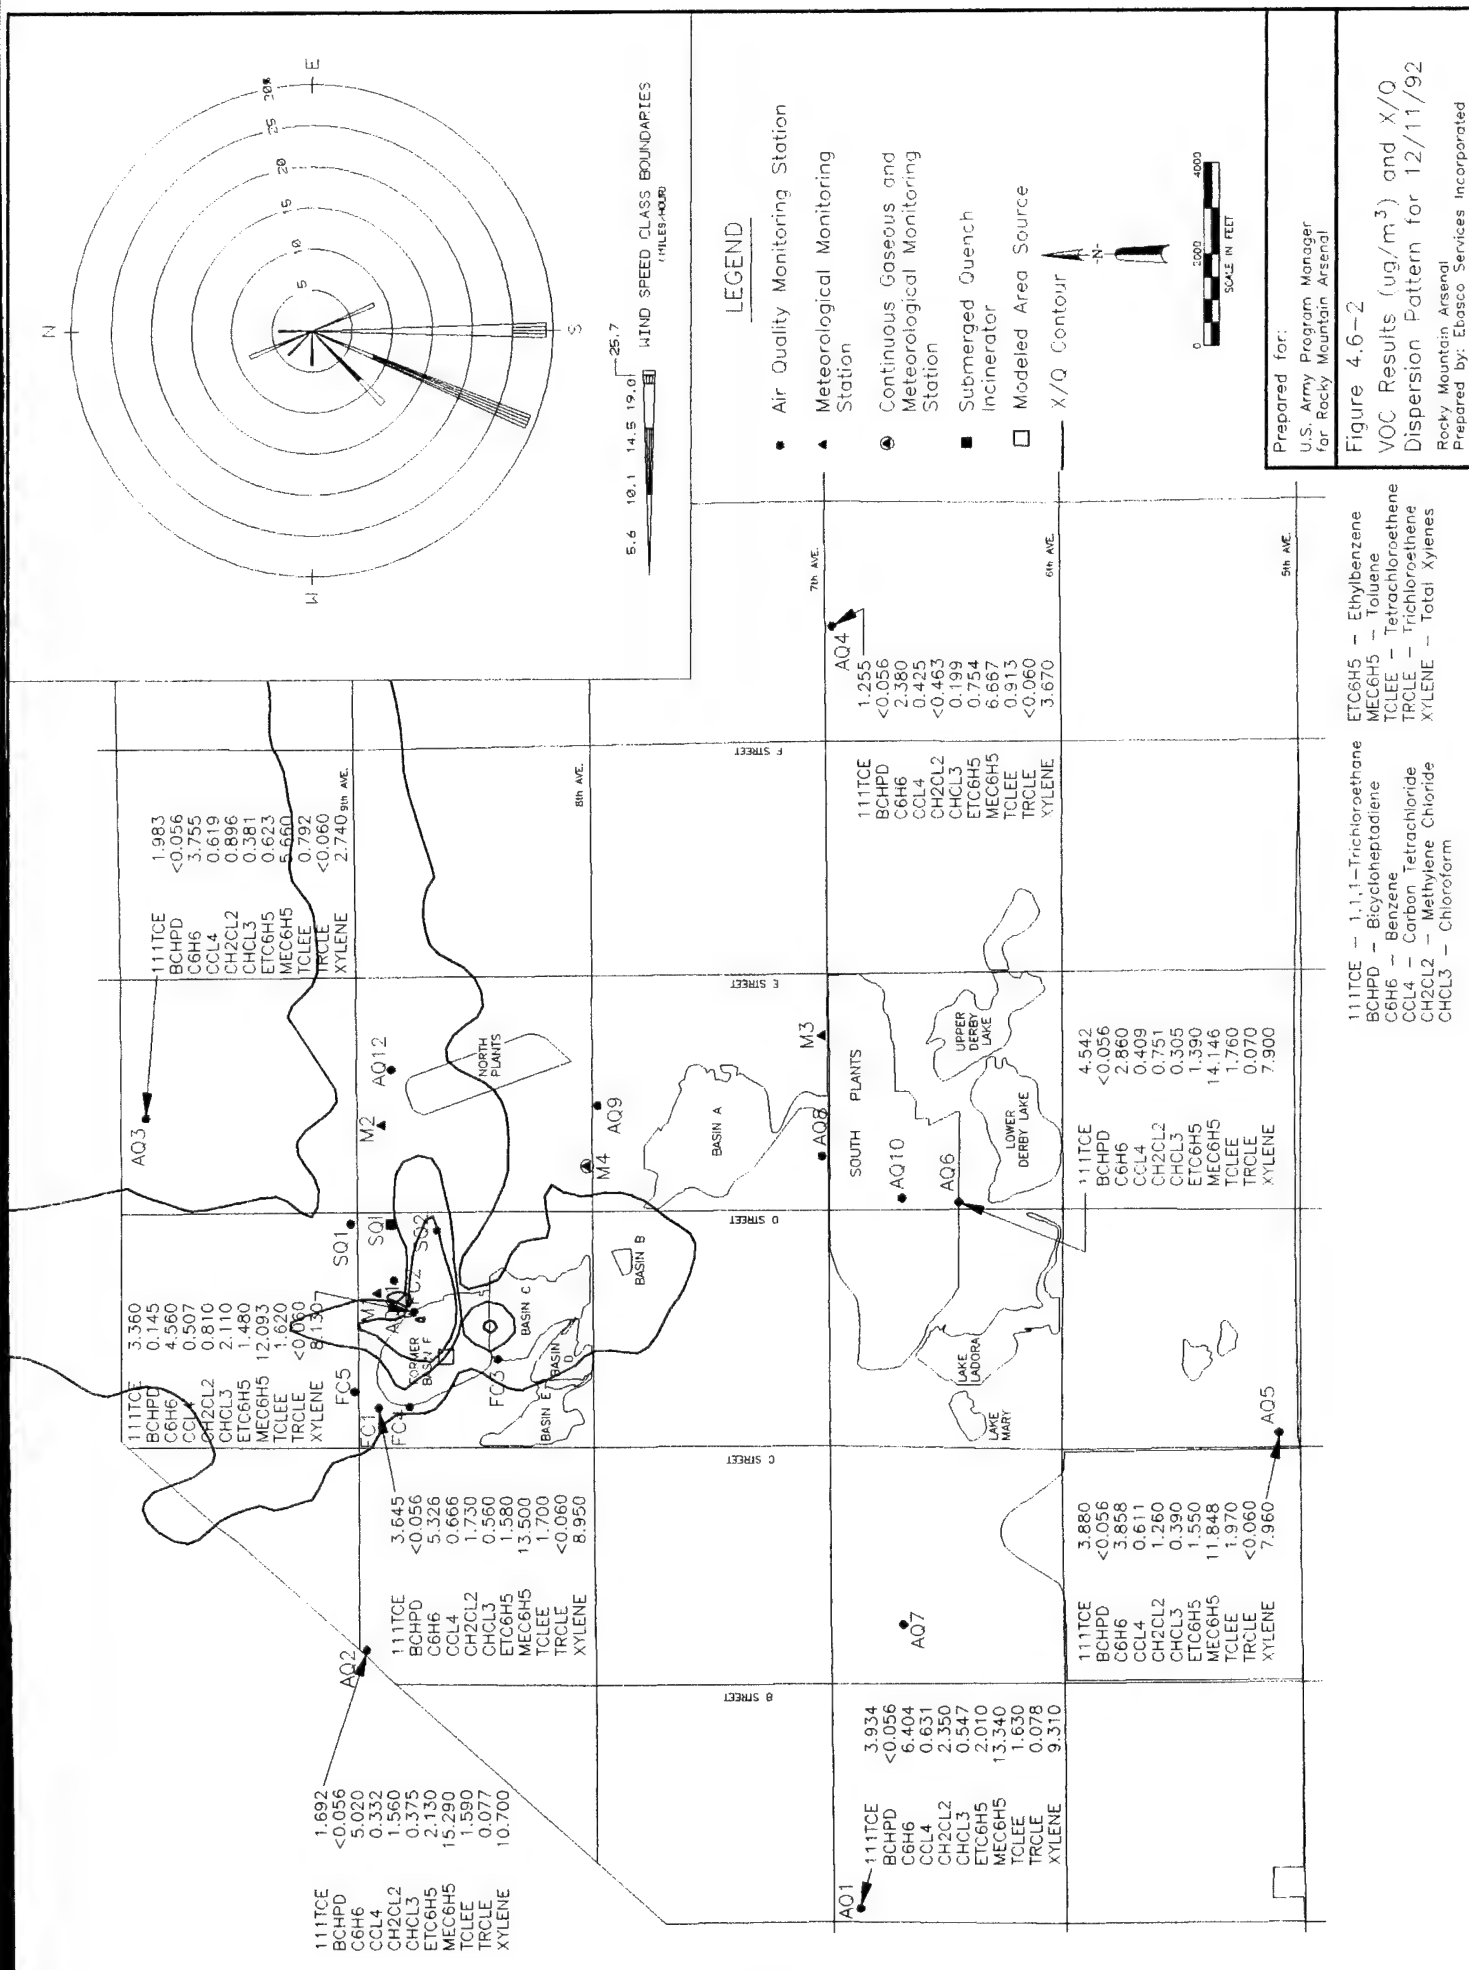 N
E
S
W
5
10
15
20
25
30%
5.6 10.1 14.5 19.0 25.7
WIND SPEED CLASS BOUNDARIES
(MILES/HOUR)
LEGEND
Air Quality Monitoring Station
Meteorological Monitoring
Station
Continuous Gaseous and
Meteorological Monitoring
Station
Submerged Quench
Incinerator
Modeled Area Source
X/Q Contour
-N-
0 2000 4000
SCALE IN FEET
Prepared for:
U.S. Army Program Manager
for Rocky Mountain Arsenal
Figure 4.6-2
VOC Results (ug/m³) and X/Q
Dispersion Pattern for 12/11/92
Rocky Mountain Arsenal
Prepared by: Ebasco Services Incorporated
AQ3
111TCE 1.983
BCHPD <0.056
C6H6 3.755
CCL4 0.619
CH2CL2 0.896
CHCL3 0.381
ETC6H5 0.623
MEC6H5 5.660
TCLEE 0.792
TRCLE <0.060
XYLENE 2.740
9th AVE.
111TCE 3.360
BCHPD 0.145
C6H6 4.560
CCL4 0.507
CH2CL2 0.810
CHCL3 2.110
ETC6H5 1.480
MEC6H5 12.093
TCLEE 1.620
TRCLE <0.060
XYLENE 8.130
AQ2
111TCE 1.692
BCHPD <0.056
C6H6 5.020
CCL4 0.332
CH2CL2 1.560
CHCL3 0.375
ETC6H5 2.130
MEC6H5 15.290
TCLEE 1.590
TRCLE 0.077
XYLENE 10.700
111TCE 3.645
BCHPD <0.056
C6H6 5.326
CCL4 0.666
CH2CL2 1.730
CHCL3 0.560
ETC6H5 1.580
MEC6H5 13.500
TCLEE 1.700
TRCLE <0.060
XYLENE 8.950
FC5
FC1
FC4
FC3
FC2
M1
SQ1
SQI
SQ2
M2
AQ12
NORTH
PLANTS
FORMER
BASIN F
BASIN C
BASIN D
BASIN E
BASIN B
BASIN A
M4
AQ9
8th AVE.
B STREET
C STREET
D STREET
E STREET
F STREET
M3
AQ8
7th AVE.
SOUTH PLANTS
AQ10
AQ6
UPPER
DERBY
LAKE
LOWER
DERBY LAKE
LAKE
LADORA
LAKE
MARY
AQ7
AQ4
111TCE 1.255
BCHPD <0.056
C6H6 2.380
CCL4 0.425
CH2CL2 <0.463
CHCL3 0.199
ETC6H5 0.754
MEC6H5 6.667
TCLEE 0.913
TRCLE <0.060
XYLENE 3.670
6th AVE.
AQ1
111TCE 3.934
BCHPD <0.056
C6H6 6.404
CCL4 0.631
CH2CL2 2.350
CHCL3 0.547
ETC6H5 2.010
MEC6H5 13.340
TCLEE 1.630
TRCLE 0.078
XYLENE 9.310
AQ5
111TCE 3.880
BCHPD <0.056
C6H6 3.858
CCL4 0.611
CH2CL2 1.260
CHCL3 0.390
ETC6H5 1.550
MEC6H5 11.848
TCLEE 1.970
TRCLE <0.060
XYLENE 7.960
111TCE 4.542
BCHPD <0.056
C6H6 2.860
CCL4 0.409
CH2CL2 0.751
CHCL3 0.305
ETC6H5 1.390
MEC6H5 14.146
TCLEE 1.760
TRCLE 0.070
XYLENE 7.900
5th AVE.
111TCE - 1,1,1-Trichloroethane
BCHPD - Bicycloheptadiene
C6H6 - Benzene
CCL4 - Carbon Tetrachloride
CH2CL2 - Methylene Chloride
CHCL3 - Chloroform
ETC6H5 - Ethylbenzene
MEC6H5 - Toluene
TCLEE - Tetrachloroethene
TRCLE - Trichloroethene
XYLENE - Total Xylenes